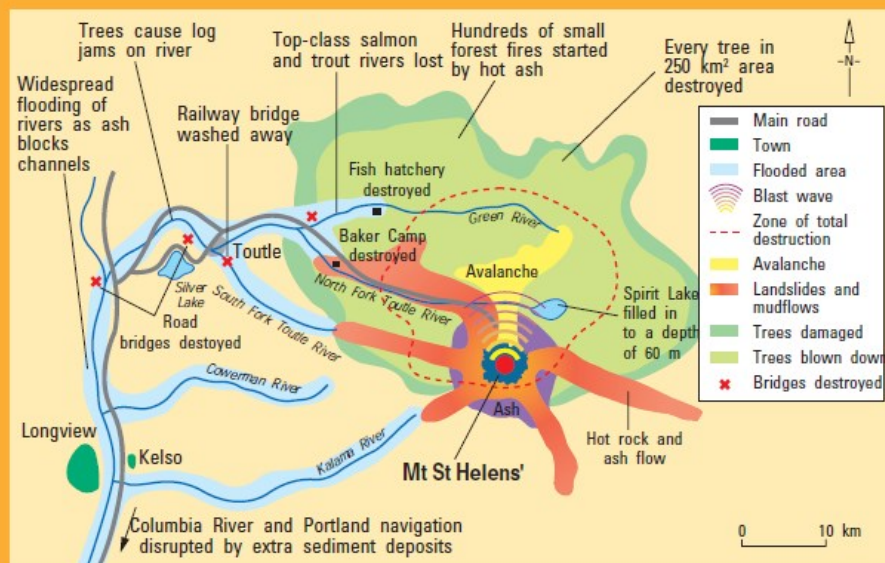 Trees cause log
jams on river
Top-class salmon
and trout rivers lost
Hundreds of small
forest fires started
by hot ash
Every tree in
250 km² area
destroyed
-N-
Widespread
flooding of
rivers as ash
blocks
channels
Railway bridge
washed away
Main road
Town
Flooded area
Blast wave
Zone of total
destruction
Avalanche
Landslides and
mudflows
Trees damaged
Trees blown down
Bridges destroyed
Fish hatchery
destroyed
Green River
Toutle
Baker Camp
destroyed
Avalanche
Silver
Lake
North Fork Toutle River
South Fork Toutle River
Spirit Lake
filled in
to a depth
of 60 m
Road
bridges destoyed
Cowerman River
Ash
Longview
Kelso
Kalama River
Mt St Helens'
Hot rock and
ash flow
Columbia River and Portland navigation
disrupted by extra sediment deposits
0 10 km